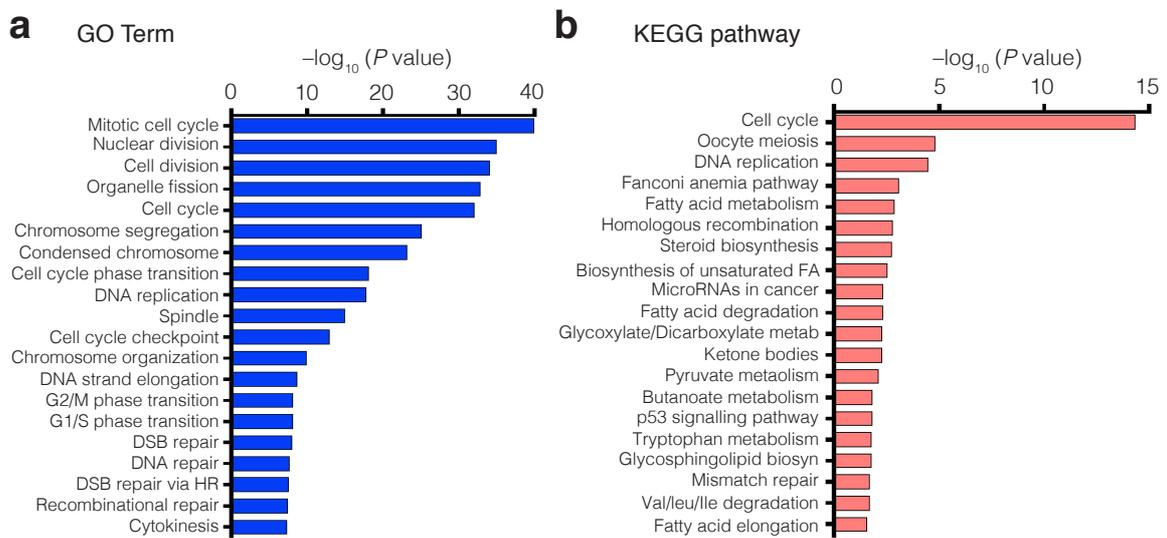 a
GO Term
–log10 (P value)
0 10 20 30 40
Mitotic cell cycle
Nuclear division
Cell division
Organelle fission
Cell cycle
Chromosome segregation
Condensed chromosome
Cell cycle phase transition
DNA replication
Spindle
Cell cycle checkpoint
Chromosome organization
DNA strand elongation
G2/M phase transition
G1/S phase transition
DSB repair
DNA repair
DSB repair via HR
Recombinational repair
Cytokinesis
b
KEGG pathway
–log10 (P value)
0 5 10 15
Cell cycle
Oocyte meiosis
DNA replication
Fanconi anemia pathway
Fatty acid metabolism
Homologous recombination
Steroid biosynthesis
Biosynthesis of unsaturated FA
MicroRNAs in cancer
Fatty acid degradation
Glycoxylate/Dicarboxylate metab
Ketone bodies
Pyruvate metaolism
Butanoate metabolism
p53 signalling pathway
Tryptophan metabolism
Glycosphingolipid biosyn
Mismatch repair
Val/leu/Ile degradation
Fatty acid elongation